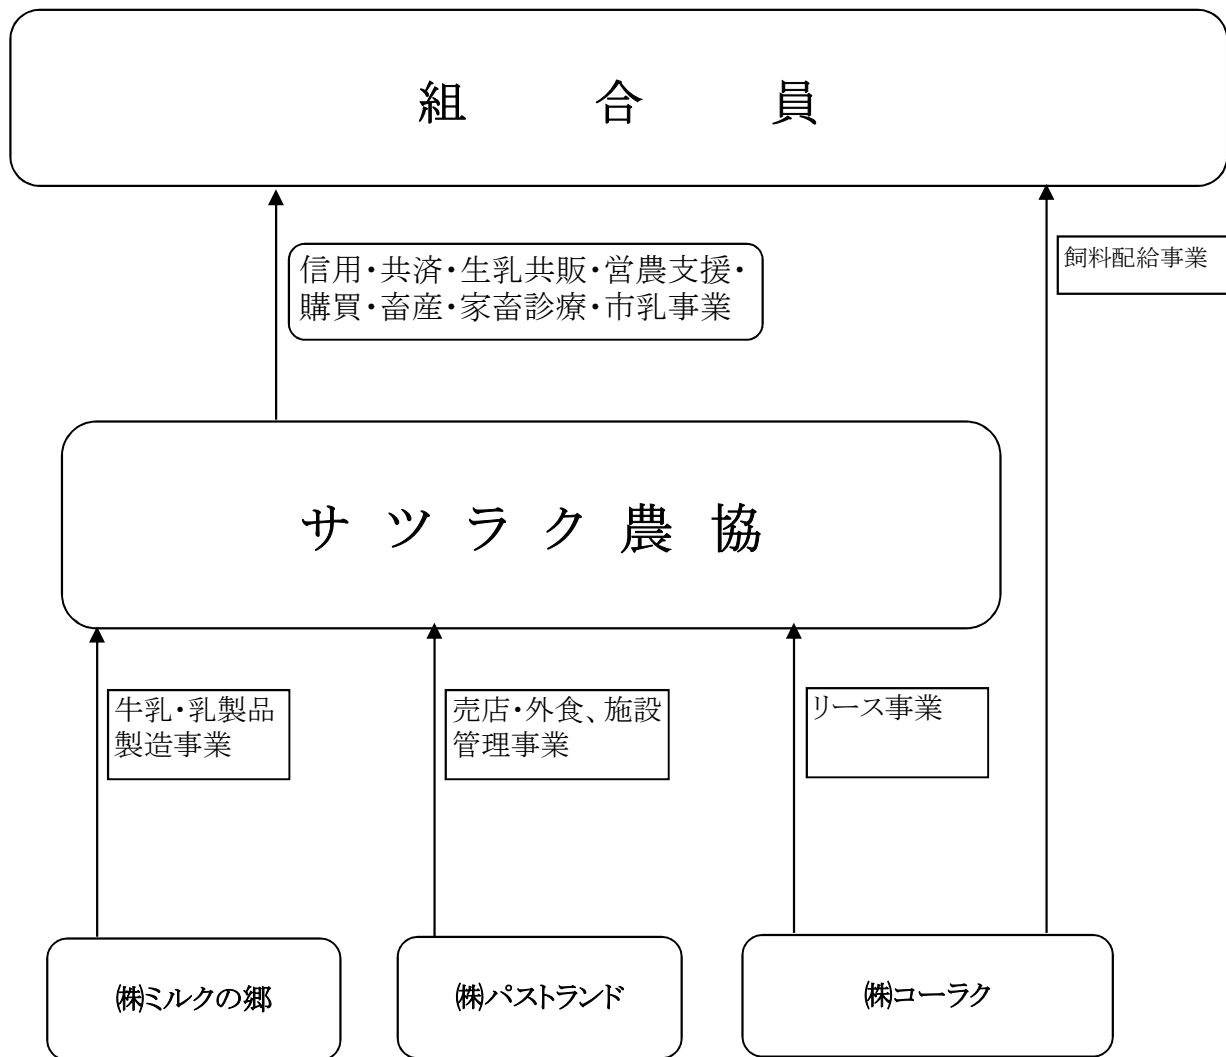 組合員
信用・共済・生乳共販・営農支援・
購買・畜産・家畜診療・市乳事業
飼料配給事業
サツラク農協
牛乳・乳製品
製造事業
売店・外食、施設
管理事業
リース事業
㈱ミルクの郷
㈱パストランド
㈱コーラク